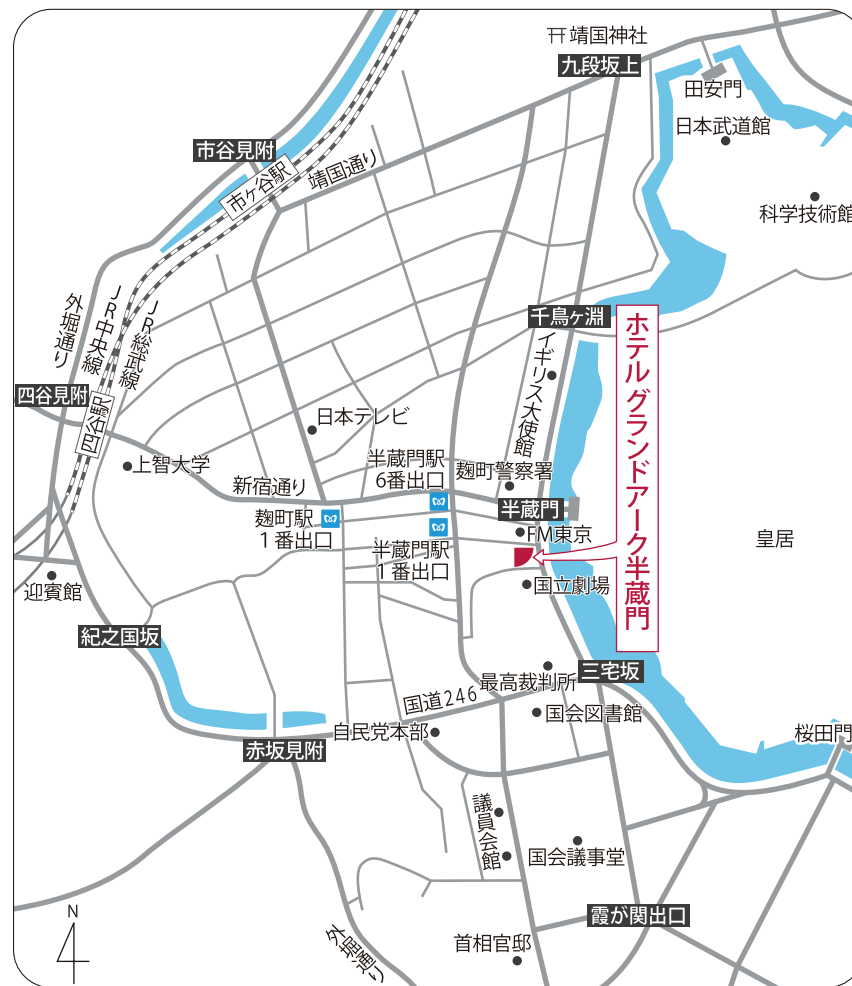 靖国神社
九段坂上
田安門
日本武道館
市谷見附
市ヶ谷駅
靖国通り
科学技術館
外堀通り
JR中央線
JR総武線
千鳥ヶ淵
イギリス大使館
ホテルグランドアーク半蔵門
四谷見附
四谷駅
日本テレビ
上智大学
半蔵門駅
6番出口
麹町警察署
新宿通り
半蔵門
麹町駅
1番出口
FM東京
半蔵門駅
1番出口
皇居
迎賓館
国立劇場
紀之国坂
最高裁判所
三宅坂
国道246
国会図書館
自民党本部
桜田門
赤坂見附
議員会館
国会議事堂
霞が関出口
首相官邸
外堀通り
N